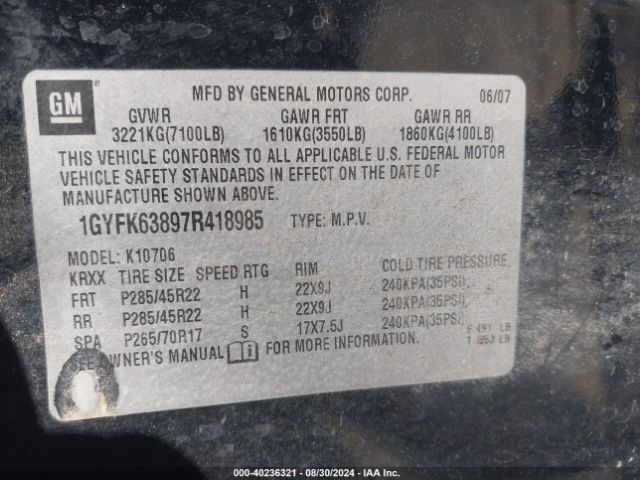 GM
MFD BY GENERAL MOTORS CORP. 06/07
GVWR GAWR FRT GAWR RR
3221KG(7100LB) 1610KG(3550LB) 1860KG(4100LB)
THIS VEHICLE CONFORMS TO ALL APPLICABLE U.S. FEDERAL MOTOR
VEHICLE SAFETY STANDARDS IN EFFECT ON THE DATE OF
MANUFACTURE SHOWN ABOVE.
1GYFK63897R418985 TYPE: M.P.V.
MODEL: K10706
KRXX TIRE SIZE SPEED RTG RIM COLD TIRE PRESSURE
FRT P285/45R22 H 22X9J 240KPA(35PSI)
RR P285/45R22 H 22X9J 240KPA(35PSI)
SPA P265/70R17 S 17X7.5J 240KPA(35PSI)
SEE OWNER'S MANUAL FOR MORE INFORMATION.
LB
LB
000-40236321 / 08/30/2024 - IAA Inc.